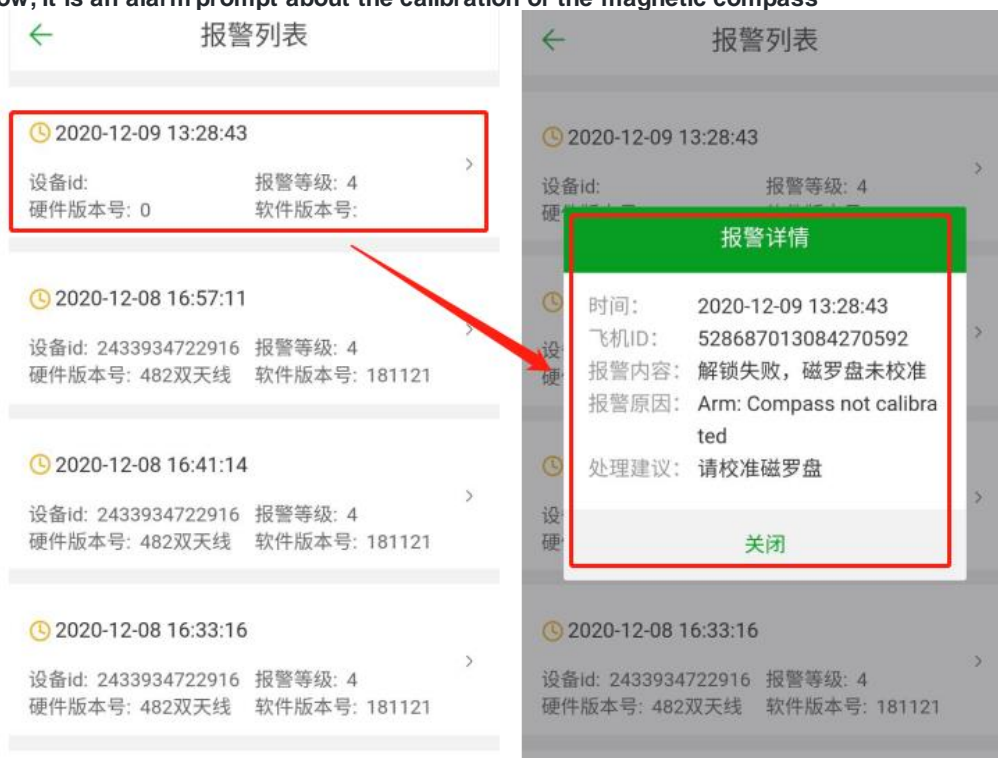 ow, it is an alarm prompt about the calibration of the magnetic compass
报警列表
2020-12-09 13:28:43
设备id: 报警等级: 4
硬件版本号: 0 软件版本号:
2020-12-08 16:57:11
设备id: 2433934722916 报警等级: 4
硬件版本号: 482双天线 软件版本号: 181121
2020-12-08 16:41:14
设备id: 2433934722916 报警等级: 4
硬件版本号: 482双天线 软件版本号: 181121
2020-12-08 16:33:16
设备id: 2433934722916 报警等级: 4
硬件版本号: 482双天线 软件版本号: 181121
报警列表
2020-12-09 13:28:43
设备id: 报警等级: 4
硬
报警详情
时间: 2020-12-09 13:28:43
飞机ID: 528687013084270592
报警内容: 解锁失败，磁罗盘未校准
报警原因: Arm: Compass not calibra
ted
处理建议: 请校准磁罗盘
关闭
设
硬
设
硬
2020-12-08 16:33:16
设备id: 2433934722916 报警等级: 4
硬件版本号: 482双天线 软件版本号: 181121